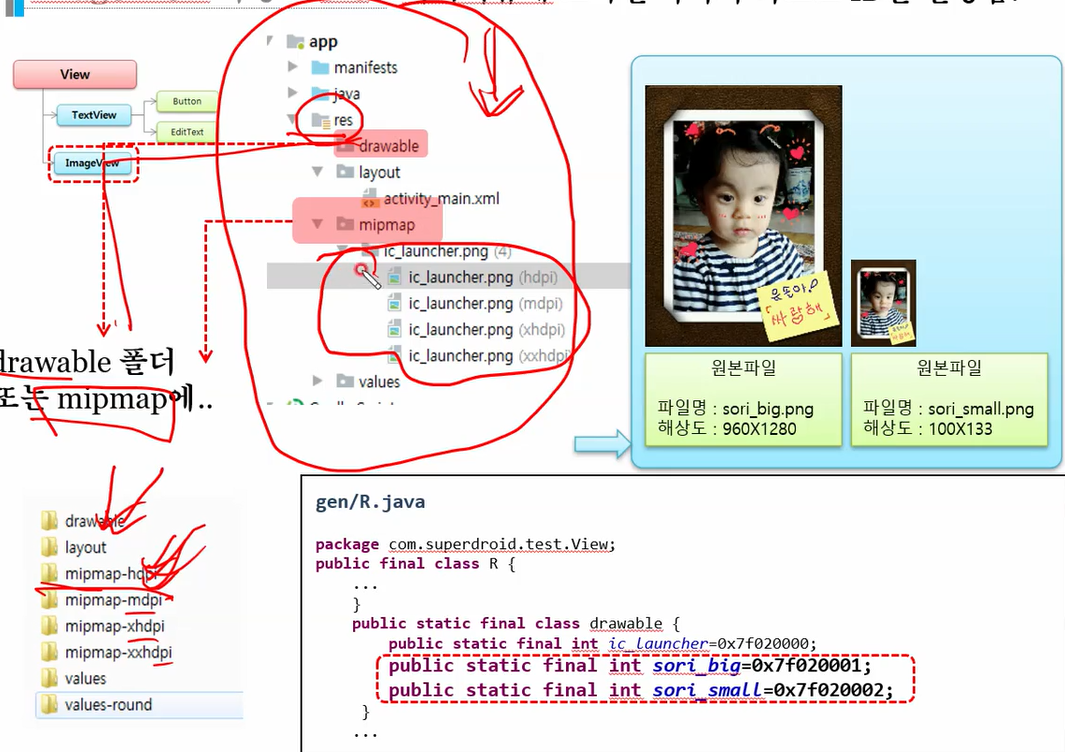 View
TextView
Button
EditText
ImageView
app
manifests
java
res
drawable
layout
activity_main.xml
mipmap
ic_launcher.png (4)
ic_launcher.png (hdpi)
ic_launcher.png (mdpi)
ic_launcher.png (xhdpi)
ic_launcher.png (xxhdpi)
values
drawable 폴더
또는 mipmap에..
사랑해
원본파일
파일명 : sori_big.png
해상도 : 960X1280
원본파일
파일명 : sori_small.png
해상도 : 100X133
drawable
layout
mipmap-hdpi
mipmap-mdpi
mipmap-xhdpi
mipmap-xxhdpi
values
values-round
gen/R.java
package com.superdroid.test.View;
public final class R {
...
}
public static final class drawable {
public static final int ic_launcher=0x7f020000;
public static final int sori_big=0x7f020001;
public static final int sori_small=0x7f020002;
}
...